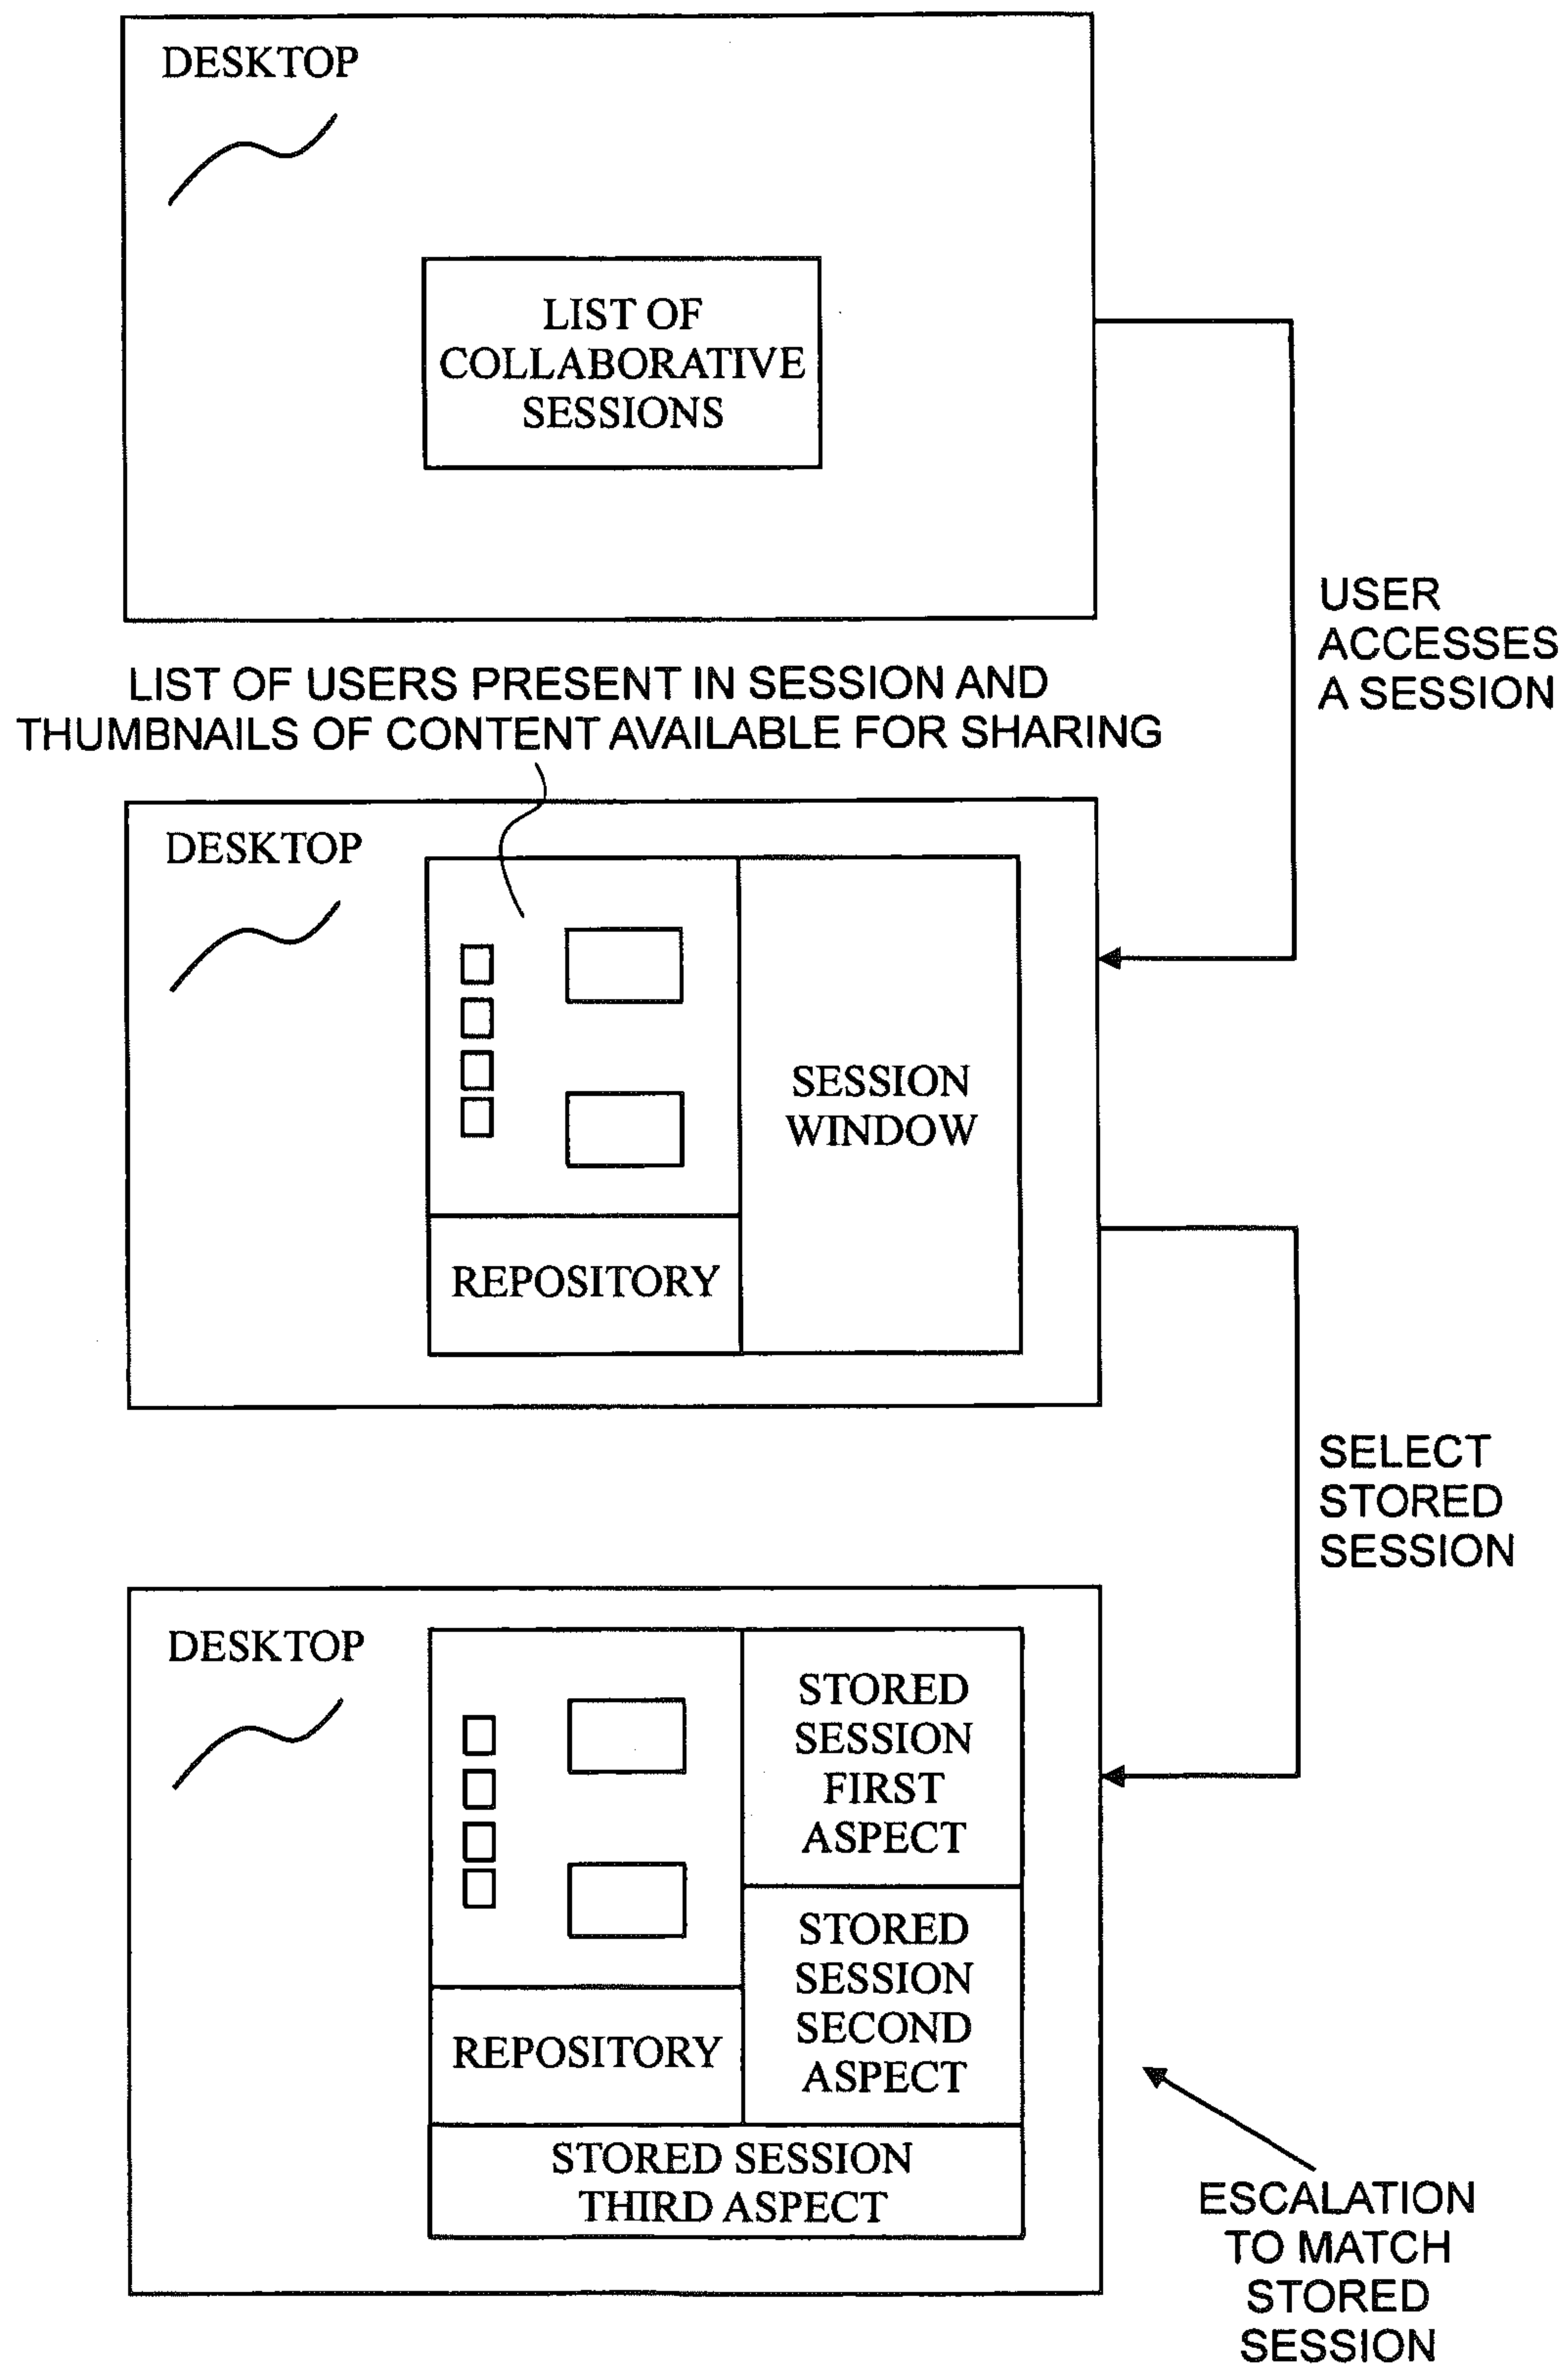 DESKTOP
LIST OF
COLLABORATIVE
SESSIONS
USER
ACCESSES
A SESSION
LIST OF USERS PRESENT IN SESSION AND
THUMBNAILS OF CONTENT AVAILABLE FOR SHARING
DESKTOP
SESSION
WINDOW
REPOSITORY
SELECT
STORED
SESSION
DESKTOP
STORED
SESSION
FIRST
ASPECT
STORED
SESSION
SECOND
ASPECT
REPOSITORY
STORED SESSION
THIRD ASPECT
ESCALATION
TO MATCH
STORED
SESSION